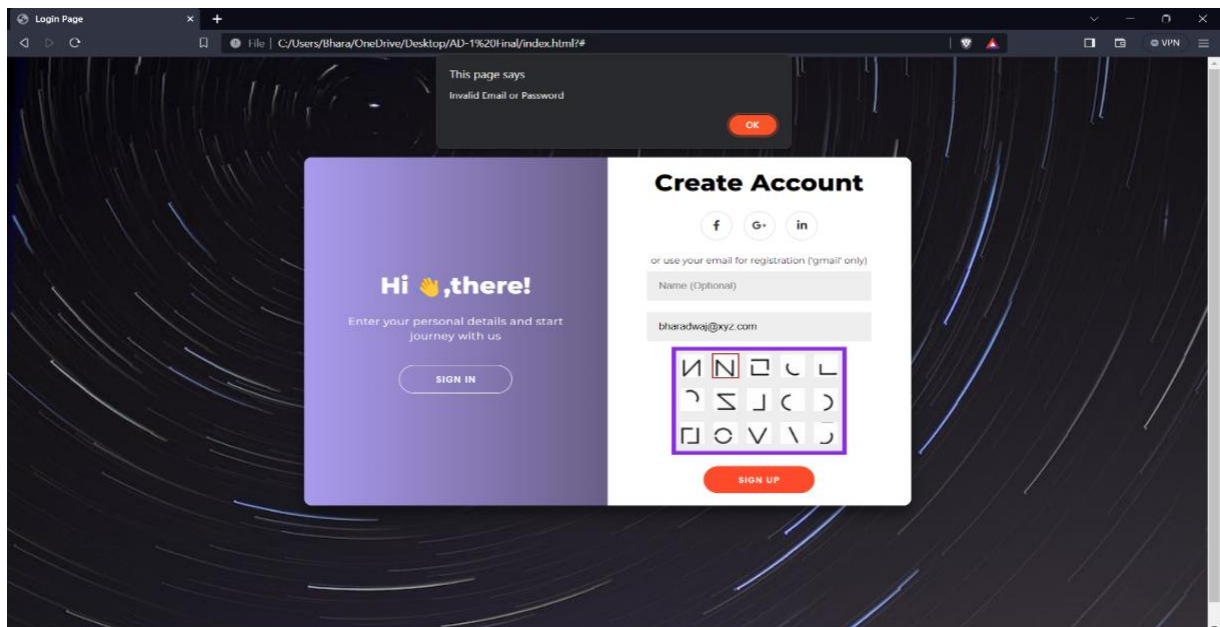 Login Page
File | C:/Users/Bhara/OneDrive/Desktop/AD-1%20Final/index.html?#
VPN
This page says
Invalid Email or Password
OK
Create Account
f G+ in
or use your email for registration ('gmail' only)
Name (Optional)
bharadwaj@xyz.com
SIGN UP
Hi 👋,there!
Enter your personal details and start
journey with us
SIGN IN